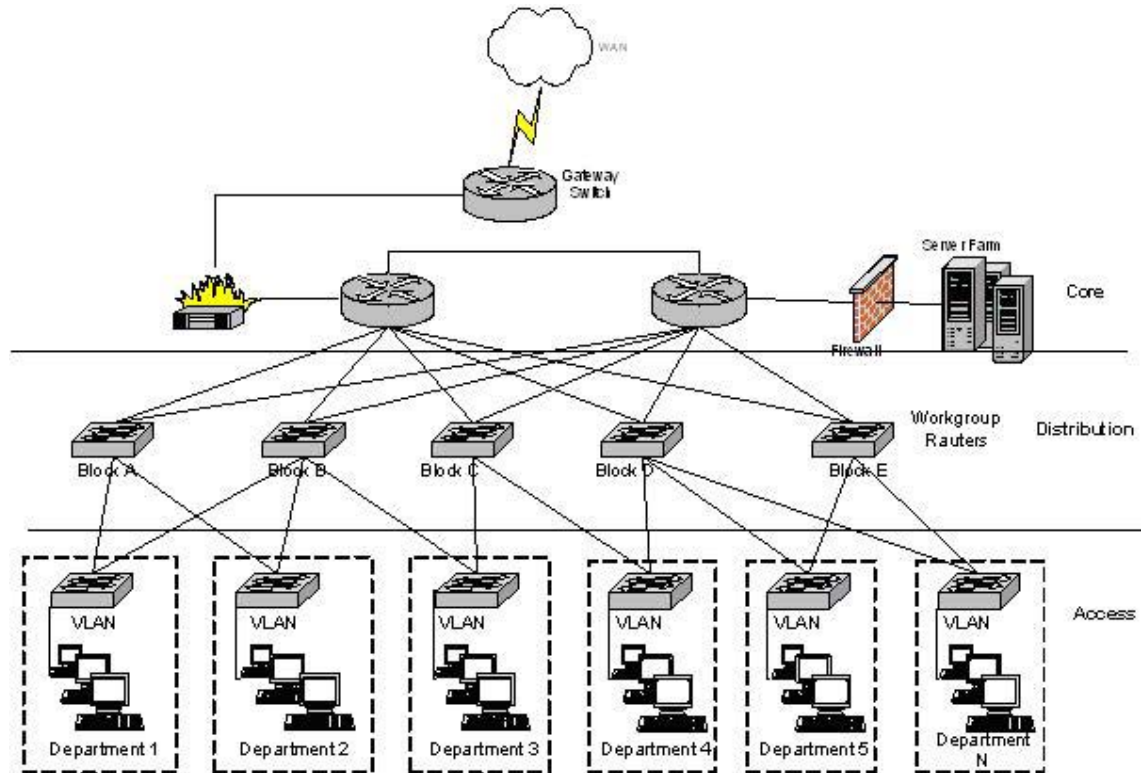 WAN
Gateway
Switch
Server Farm
Core
Firewall
Workgroup
Rauters
Distribution
Block A
Block B
Block C
Block D
Block E
VLAN
VLAN
VLAN
VLAN
VLAN
VLAN
Access
Department 1
Department 2
Department 3
Department 4
Department 5
Department
N